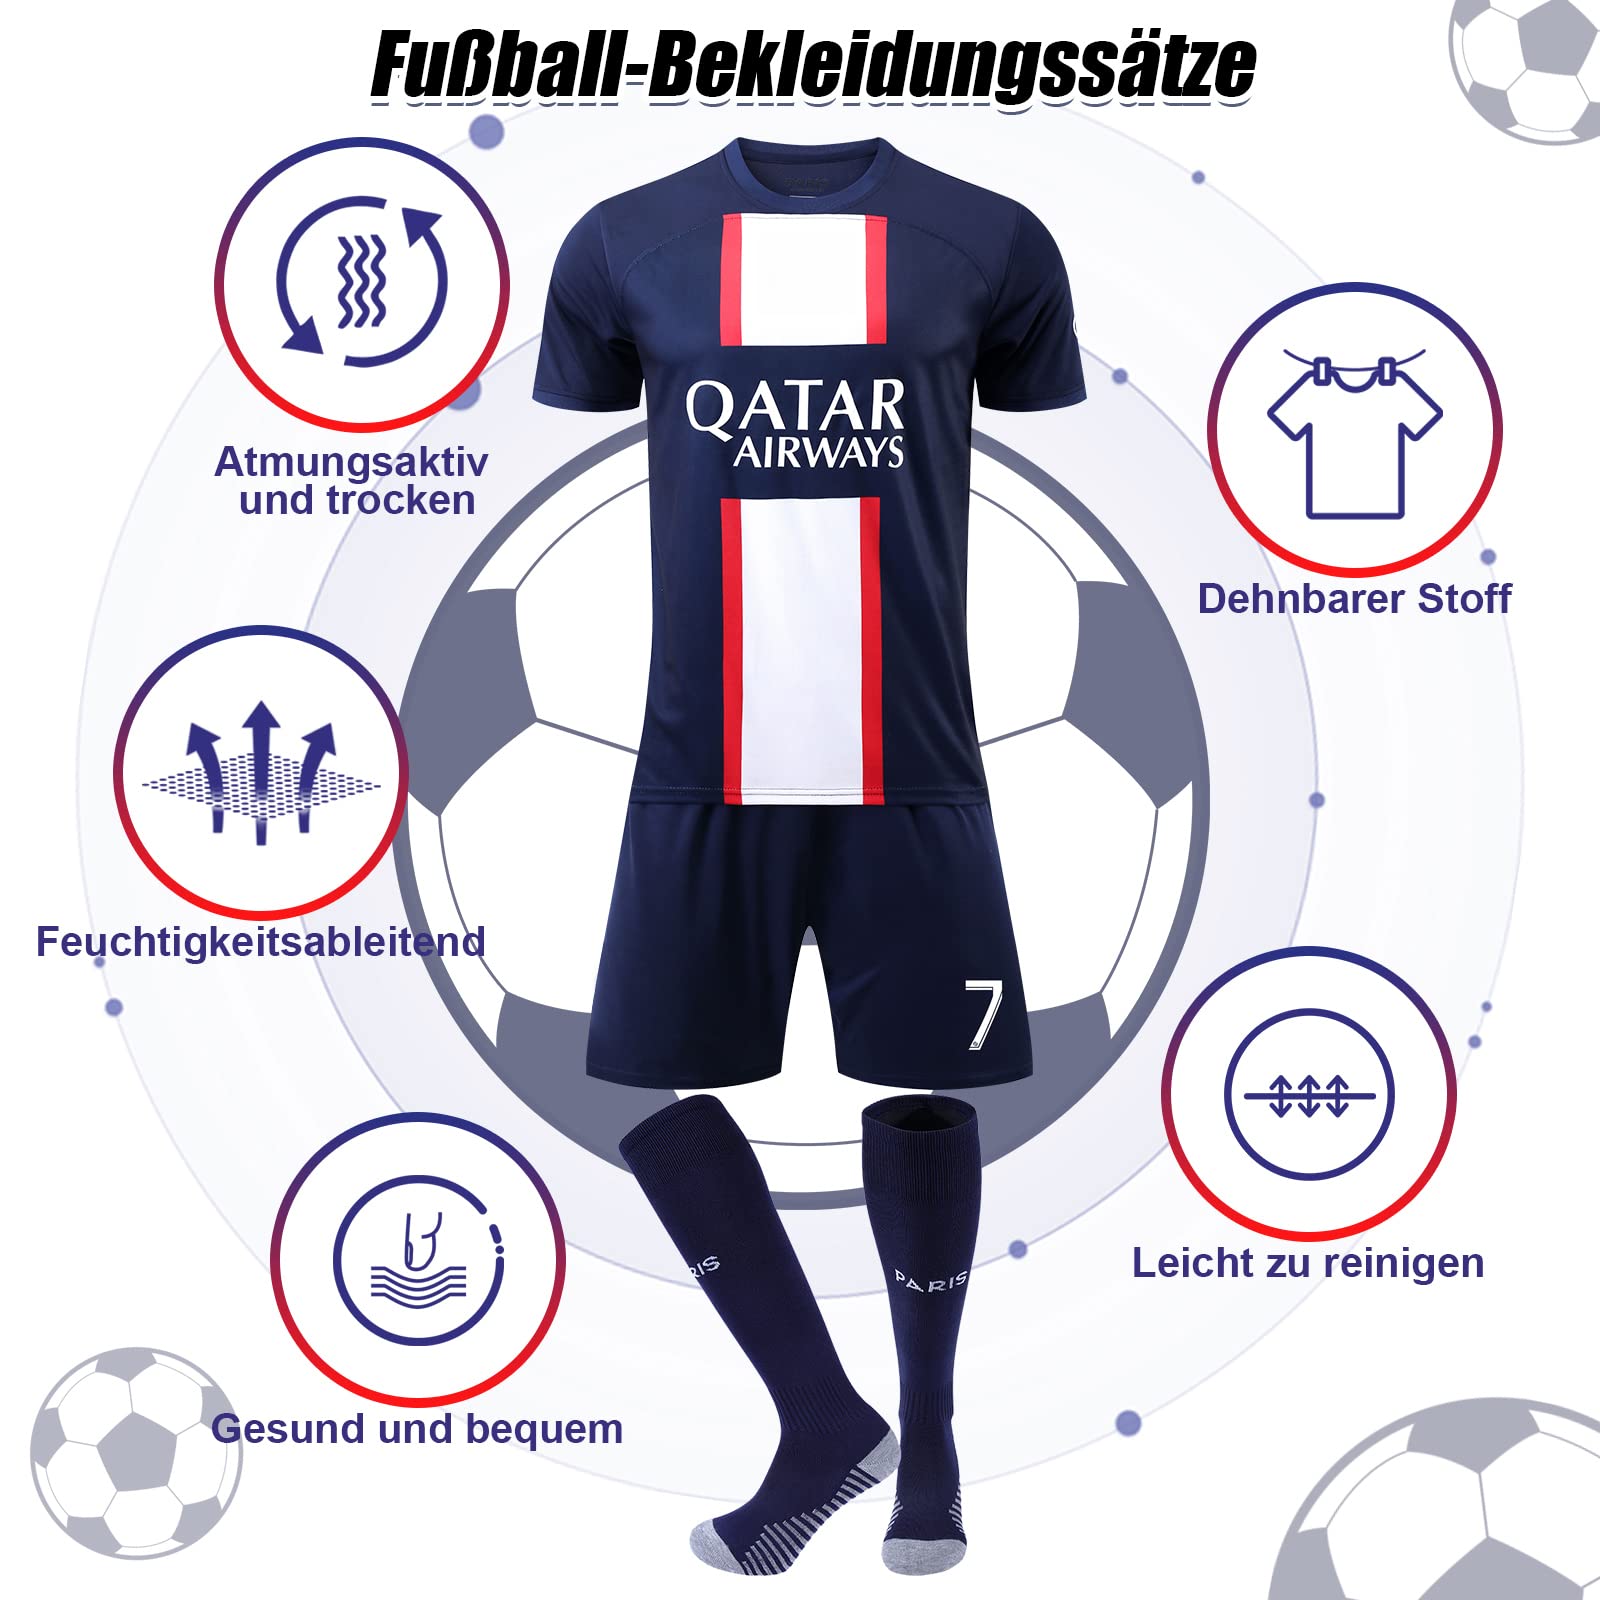 Fußball-Bekleidungssätze
Atmungsaktiv
und trocken
QATAR
AIRWAYS
Dehnbarer Stoff
Feuchtigkeitsableitend
7
Leicht zu reinigen
RIS
PARIS
Gesund und bequem